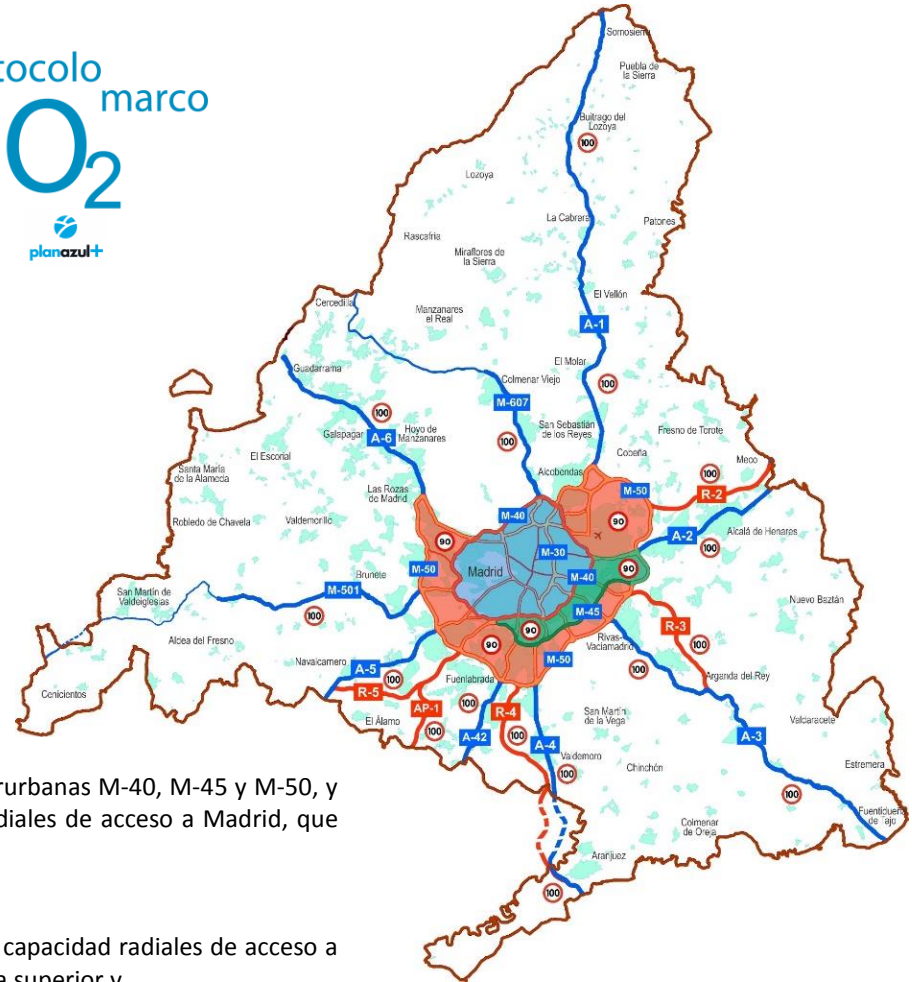 tocolo
marco
O2
planazul+
Somosierra
Puebla de
la Sierra
Buitrago del
Lozoya
100
Lozoya
La Cabrera
Patones
Rascafría
Miraflores de
la Sierra
El Vellón
Cercedilla
Manzanares
el Real
A-1
El Molar
Guadarrama
Colmenar Viejo
100
M-607
100
Galapagar
A-6
Hoyo de
Manzanares
100
San Sebastián
de los Reyes
Fresno de Torote
El Escorial
Cobeña
Meco
Santa María
de la Alameda
Alcobendas
100
R-2
Las Rozas
de Madrid
M-50
Robledo de Chavela
Valdemorillo
M-40
90
A-2
Alcalá de Henares
90
M-30
100
M-50
Madrid
M-40
90
Brunete
San Martín de
Valdeiglesias
M-501
M-45
Nuevo Baztán
100
R-3
Aldea del Fresno
90
Rivas-
Vaciamadrid
100
Navalcarnero
90
M-50
A-5
100
Fuenlabrada
100
Arganda del Rey
Cenicientos
R-5
AP-1
100
R-4
San Martín
de la Vega
El Álamo
100
A-42
100
A-4
Valdaracete
A-3
Valdemoro
100
Chinchón
Estremera
100
rurbanas M-40, M-45 y M-50, y
Fuentidueña
de Tajo
diales de acceso a Madrid, que
Colmenar
de Oreja
Aranjuez
100
capacidad radiales de acceso a
a superior y